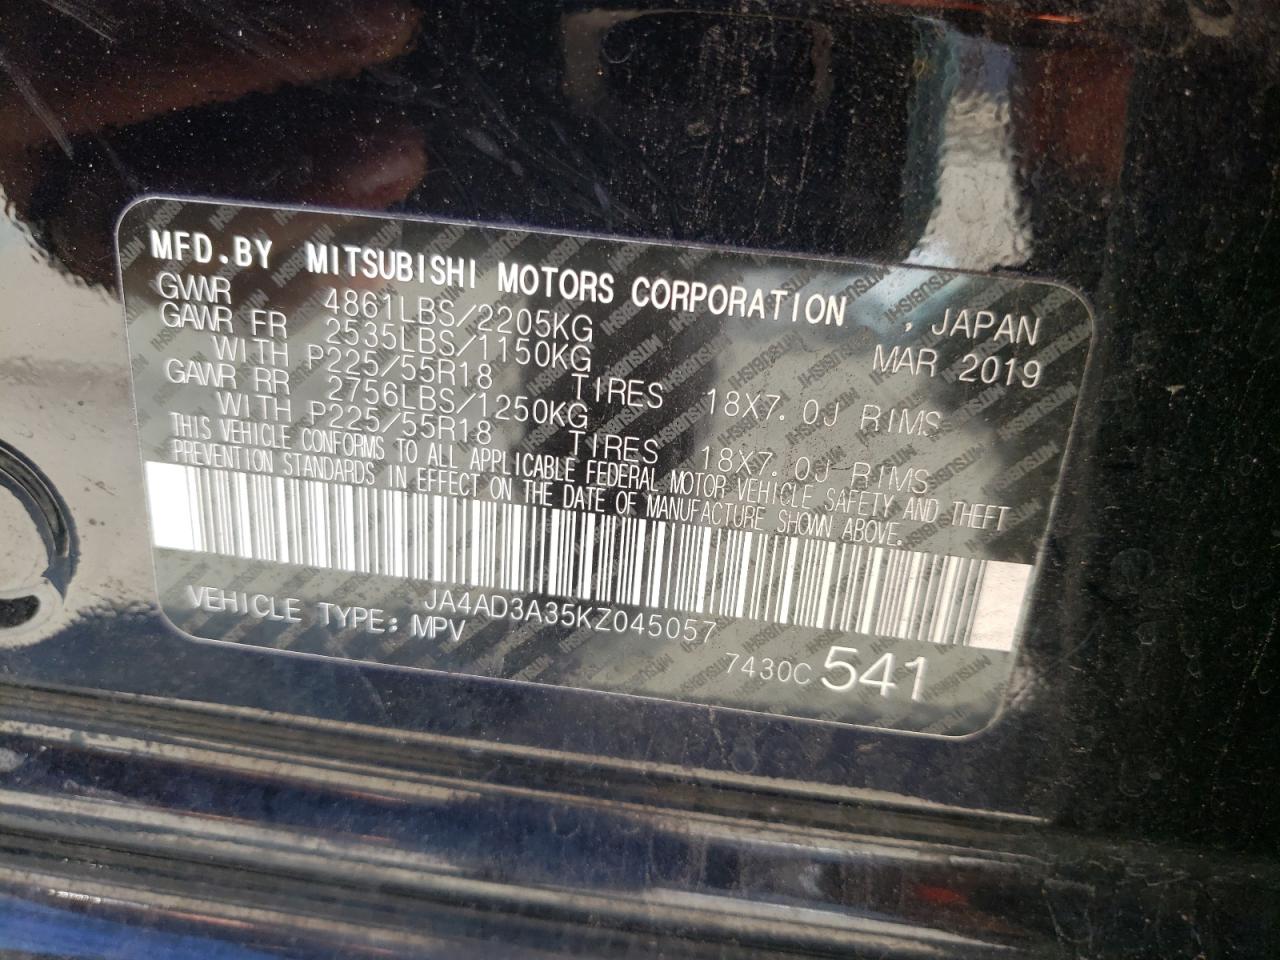 MFD.BY MITSUBISHI MOTORS CORPORATION , JAPAN
GWWR 4861LBS/2205KG MAR 2019
GAWR FR 2535LBS/1150KG
WITH P225/55R18 TIRES 18X7.0J RIMS
GAWR RR 2756LBS/1250KG
WITH P225/55R18 TIRES 18X7.0J RIMS
THIS VEHICLE CONFORMS TO ALL APPLICABLE FEDERAL MOTOR VEHICLE SAFETY AND THEFT
PREVENTION STANDARDS IN EFFECT ON THE DATE OF MANUFACTURE SHOWN ABOVE.
JA4AD3A35KZ045057
VEHICLE TYPE: MPV
7430C 541